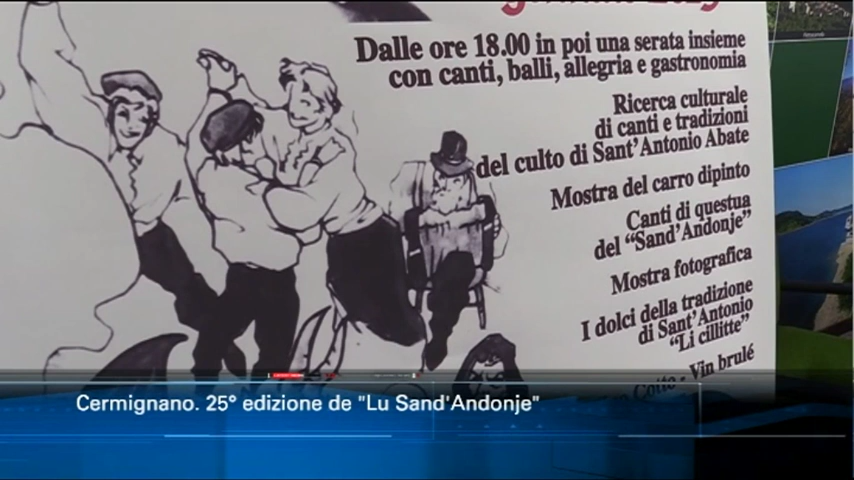 Dalle ore 18.00 in poi una serata insieme
con canti, balli, allegria e gastronomia
Ricerca culturale
di canti e tradizioni
del culto di Sant'Antonio Abate
Mostra del carro dipinto
Canti di questua
del "Sand'Andonje"
Mostra fotografica
I dolci della tradizione
di Sant'Antonio
"Li cillitte"
- Vin brulé
Cermignano. 25° edizione de "Lu Sand'Andonje"